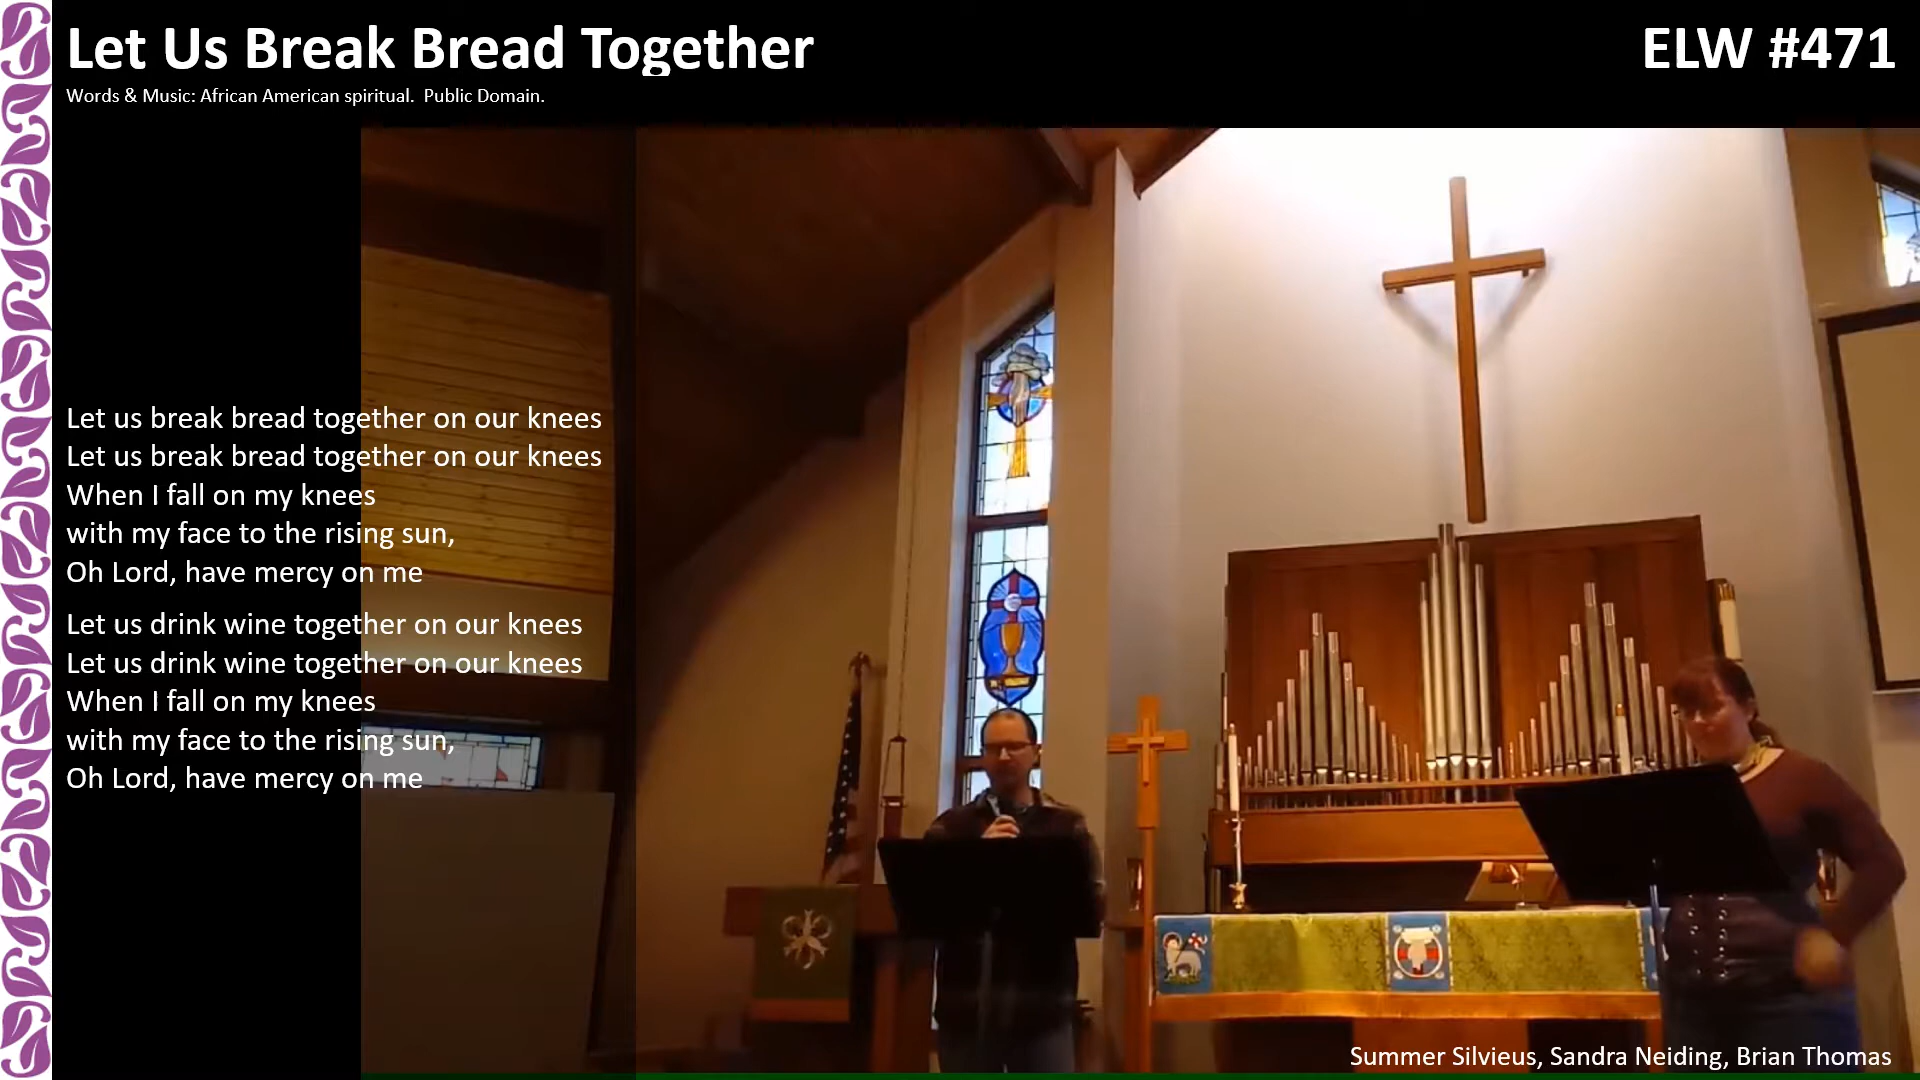 Let Us Break Bread Together
ELW #471
Words & Music: African American spiritual.  Public Domain.
Let us break bread together on our knees
Let us break bread together on our knees
When I fall on my knees
with my face to the rising sun,
Oh Lord, have mercy on me
Let us drink wine together on our knees
Let us drink wine together on our knees
When I fall on my knees
with my face to the rising sun,
Oh Lord, have mercy on me
Summer Silvieus, Sandra Neiding, Brian Thomas